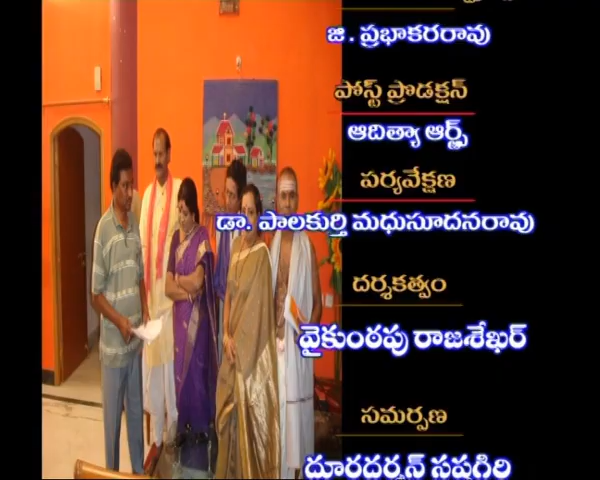 జి. ప్రభాకరరావు
పోస్ట్ ప్రొడక్షన్
ఆదిత్యా ఆర్ట్స్
పర్యవేక్షణ
డా. పాలకుర్తి మధుసూదనరావు
దర్శకత్వం
వైకుంఠపు రాజశేఖర్
సమర్పణ
దూరదర్శన్ సప్తగిరి